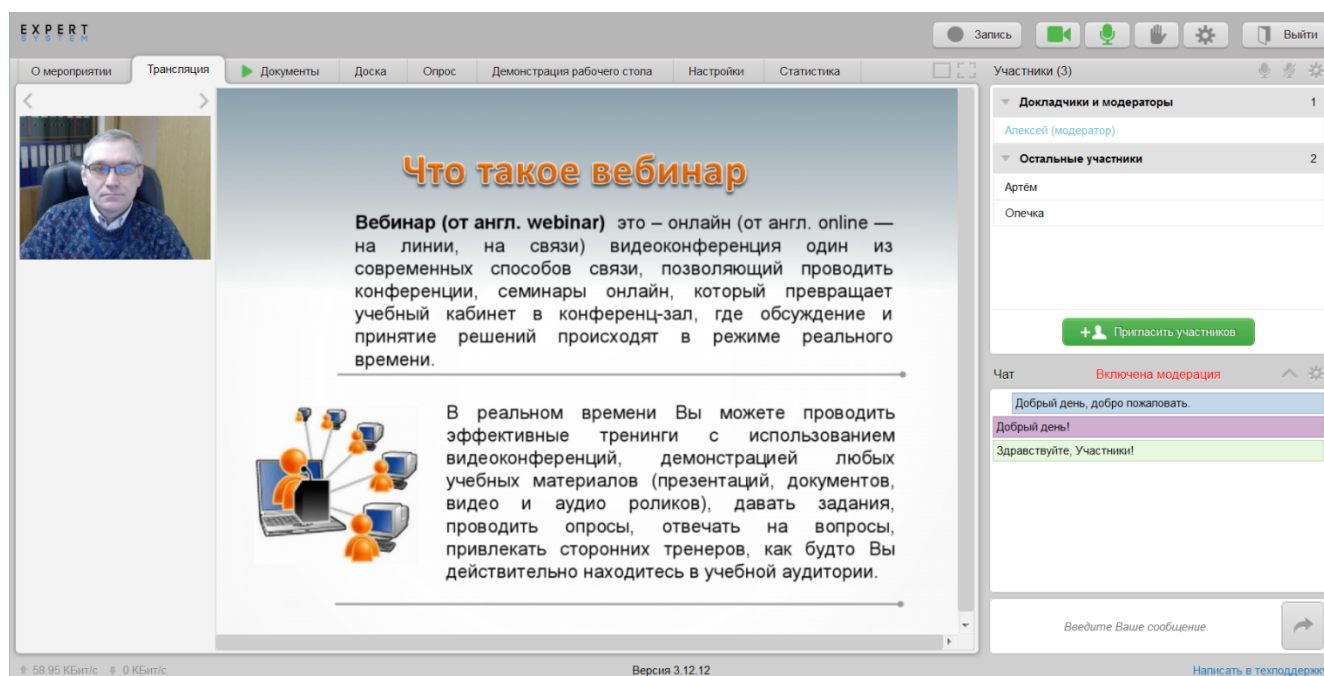 EXPERT
SYSTEM
Запись
Выйти
О мероприятии
Трансляция
Документы
Доска
Опрос
Демонстрация рабочего стола
Настройки
Статистика
Участники (3)
Докладчики и модераторы 1
Алексей (модератор)
Остальные участники 2
Артём
Опечка
Пригласить участников
Чат
Включена модерация
Добрый день, добро пожаловать.
Добрый день!
Здравствуйте, Участники!
Введите Ваше сообщение
Что такое вебинар
Вебинар (от англ. webinar) это – онлайн (от англ. online —
на линии, на связи) видеоконференция один из
современных способов связи, позволяющий проводить
конференции, семинары онлайн, который превращает
учебный кабинет в конференц-зал, где обсуждение и
принятие решений происходят в режиме реального
времени.
В реальном времени Вы можете проводить
эффективные тренинги с использованием
видеоконференций, демонстрацией любых
учебных материалов (презентаций, документов,
видео и аудио роликов), давать задания,
проводить опросы, отвечать на вопросы,
привлекать сторонних тренеров, как будто Вы
действительно находитесь в учебной аудитории.
58.95 КБит/с 0 КБит/с
Версия 3.12.12
Написать в техподдержку